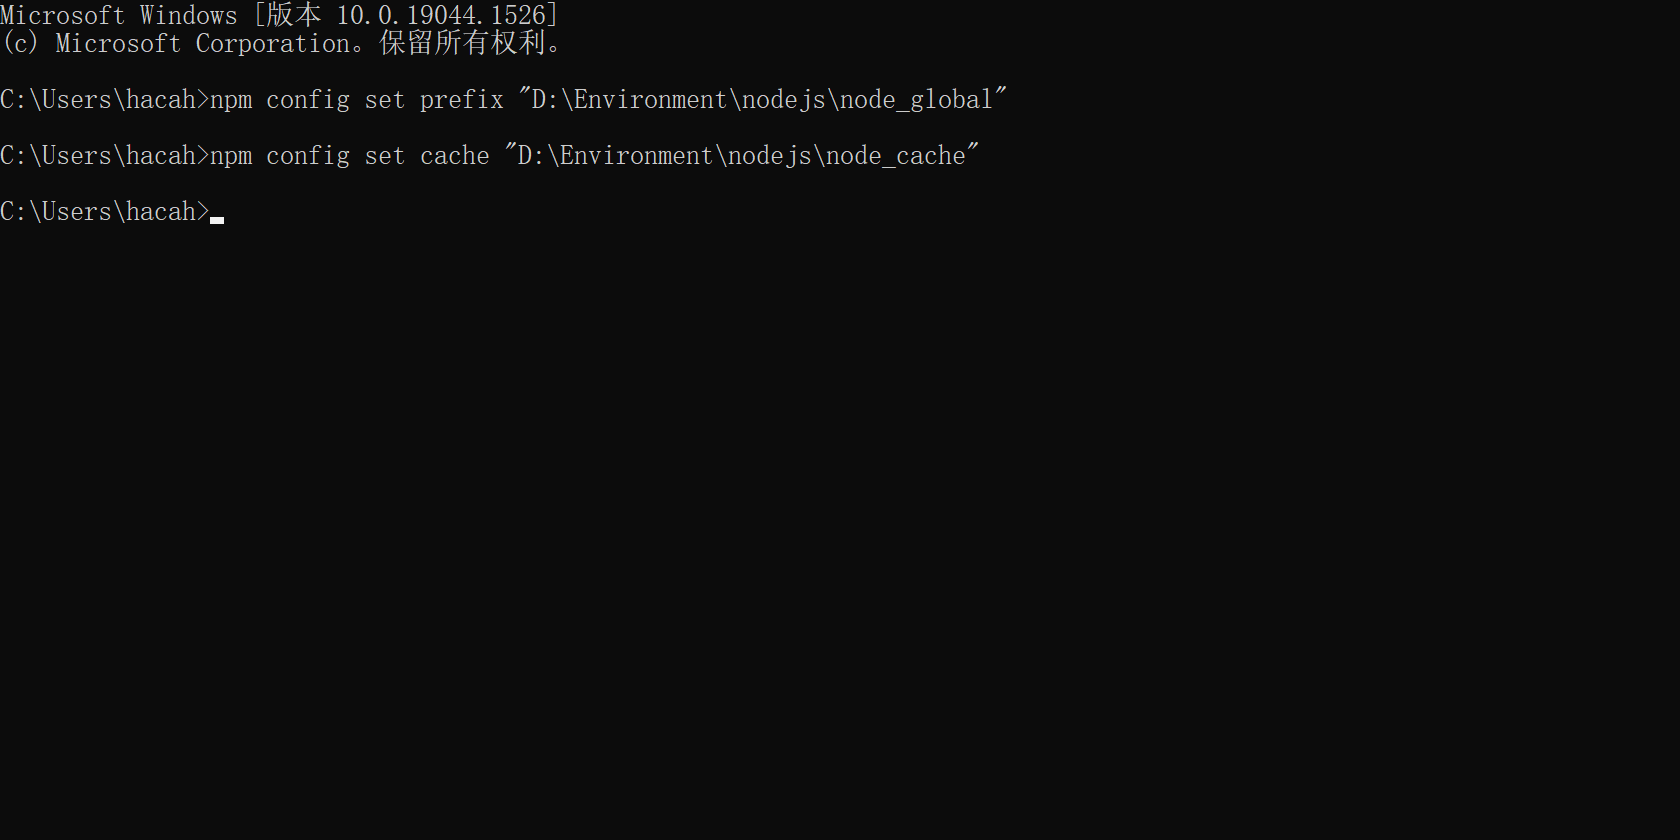 Microsoft Windows [版本 10.0.19044.1526]
(c) Microsoft Corporation。保留所有权利。
C:\Users\hacah>npm config set prefix "D:\Environment\nodejs\node_global"
C:\Users\hacah>npm config set cache "D:\Environment\nodejs\node_cache"
C:\Users\hacah>